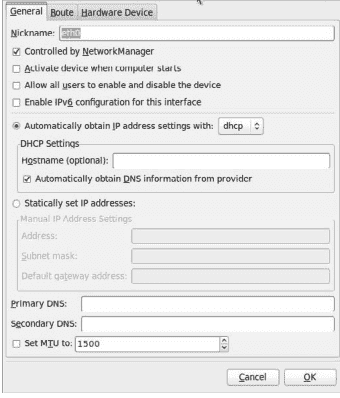 General Route Hardware Device
Nickname: em0
Controlled by NetworkManager
Activate device when computer starts
Allow all users to enable and disable the device
Enable IPv6 configuration for this interface
Automatically obtain IP address settings with: dhcp
DHCP Settings
Hostname (optional):
Automatically obtain DNS information from provider
Statically set IP addresses:
Manual IP Address Settings
Address:
Subnet mask:
Default gateway address:
Primary DNS:
Secondary DNS:
Set MTU to: 1500
Cancel OK